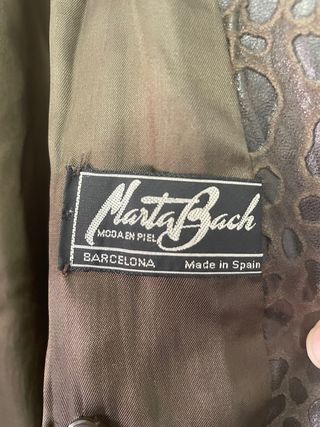 Marta Bach
MODA EN PIEL
BARCELONA Made in Spain